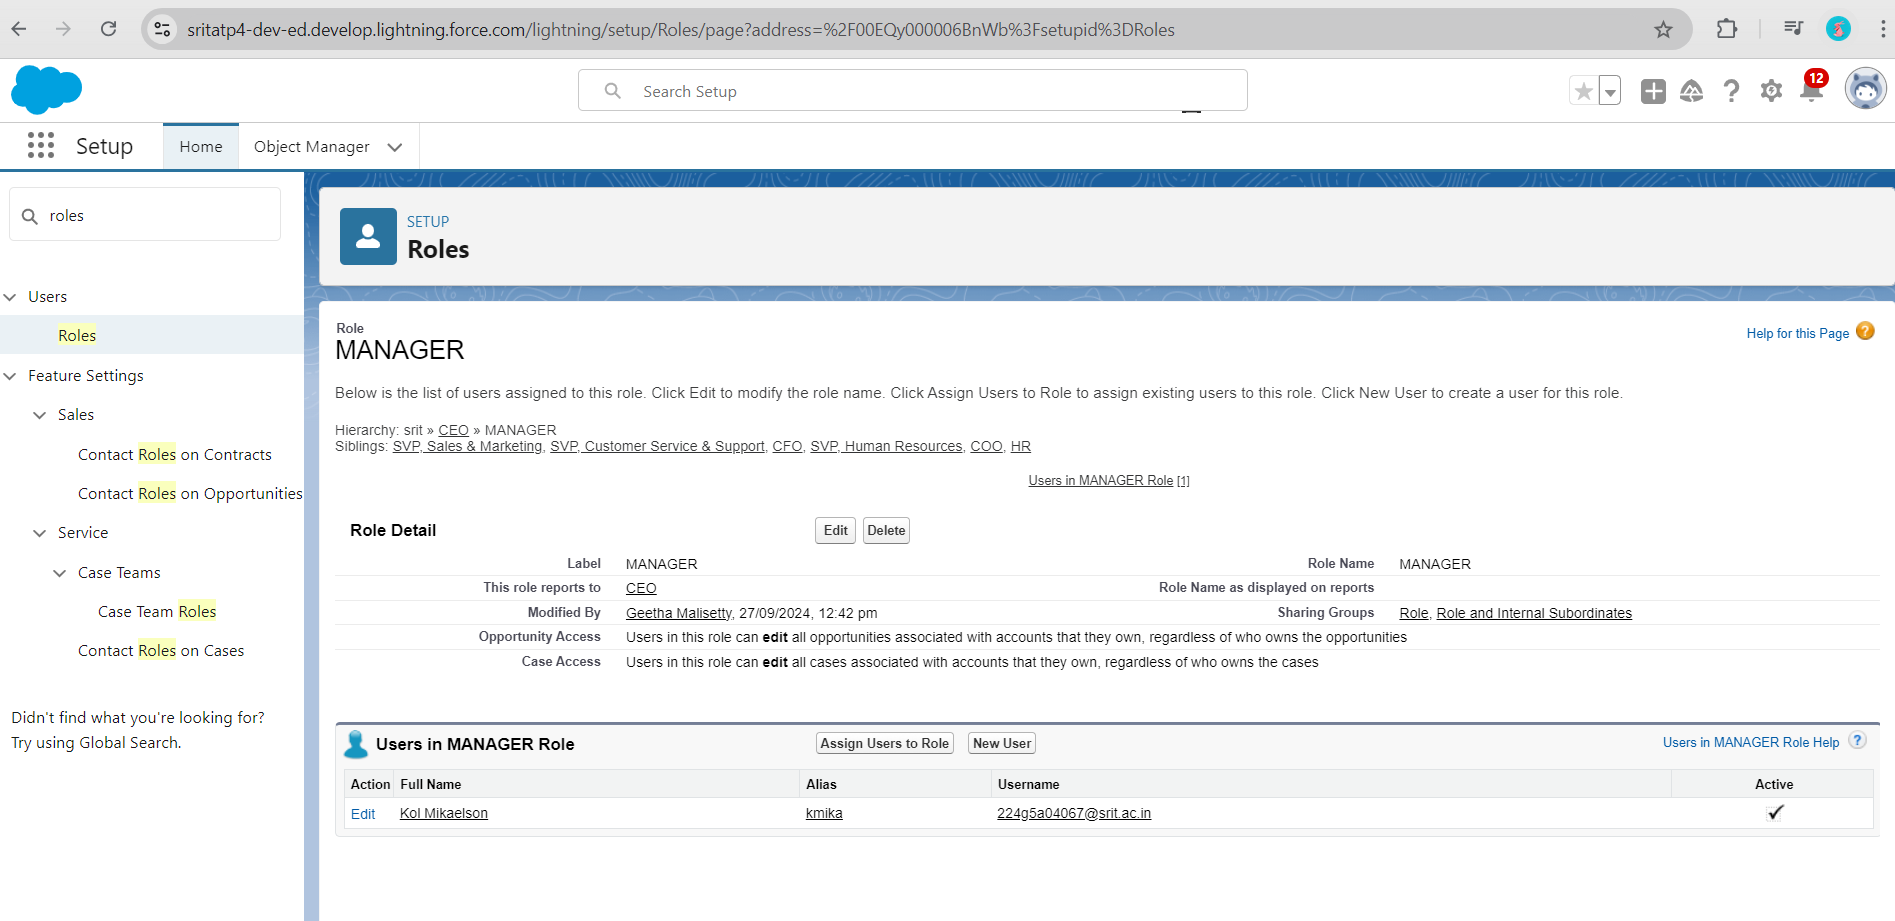 sritatp4-dev-ed.develop.lightning.force.com/lightning/setup/Roles/page?address=%2F00EQy000006BnWb%3Fsetupid%3DRoles
Search Setup
12
Setup
Home
Object Manager
roles
Users
Roles
Feature Settings
Sales
Contact Roles on Contracts
Contact Roles on Opportunities
Service
Case Teams
Case Team Roles
Contact Roles on Cases
Didn't find what you're looking for?
Try using Global Search.
SETUP
Roles
Role
MANAGER
Help for this Page ?
Below is the list of users assigned to this role. Click Edit to modify the role name. Click Assign Users to Role to assign existing users to this role. Click New User to create a user for this role.
Hierarchy: srit » CEO » MANAGER
Siblings: SVP, Sales & Marketing, SVP, Customer Service & Support, CFO, SVP, Human Resources, COO, HR
Users in MANAGER Role [1]
Role Detail Edit Delete
Label MANAGER Role Name MANAGER
This role reports to CEO Role Name as displayed on reports
Modified By Geetha Malisetty, 27/09/2024, 12:42 pm Sharing Groups Role, Role and Internal Subordinates
Opportunity Access Users in this role can edit all opportunities associated with accounts that they own, regardless of who owns the opportunities
Case Access Users in this role can edit all cases associated with accounts that they own, regardless of who owns the cases
Users in MANAGER Role Assign Users to Role New User Users in MANAGER Role Help ?
Action Full Name Alias Username Active
Edit Kol Mikaelson kmika 224g5a04067@srit.ac.in